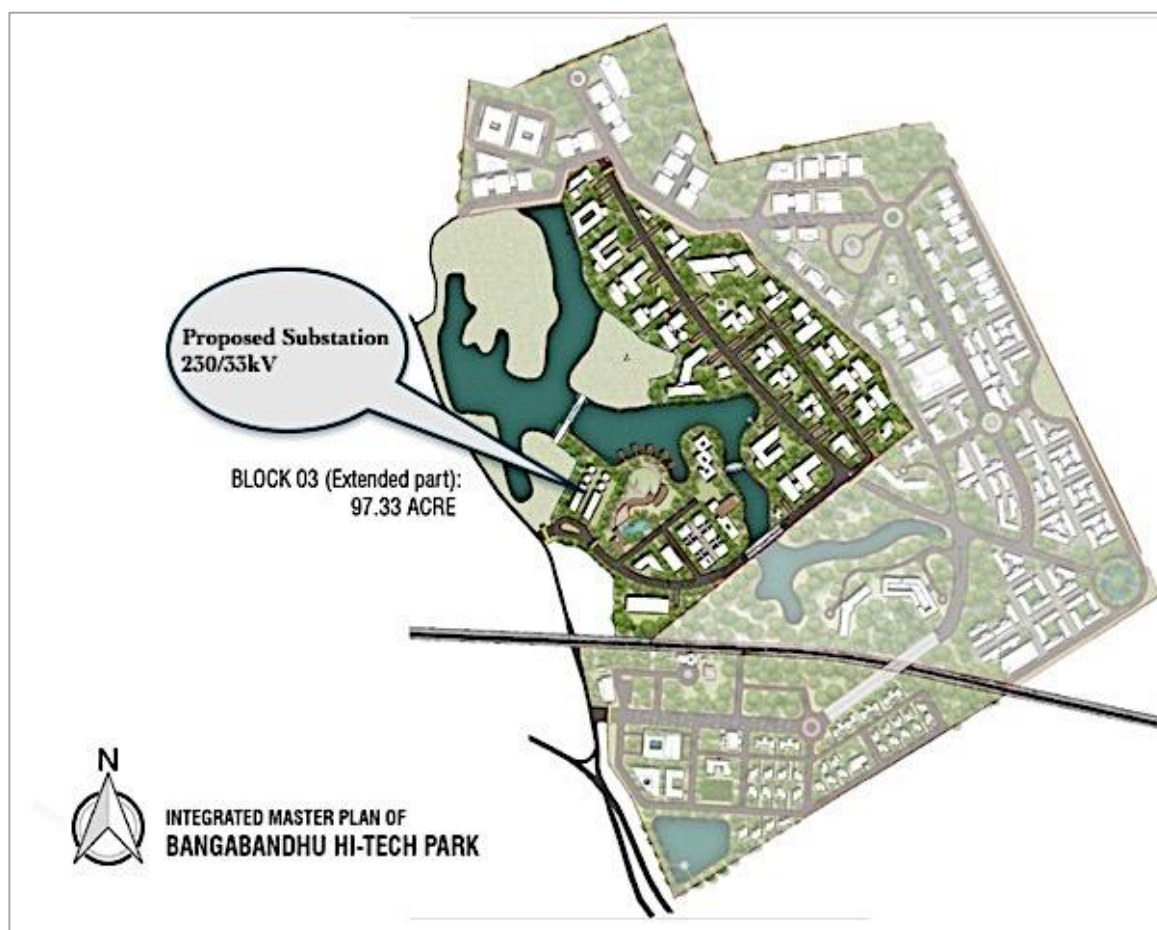 Proposed Substation
230/33kV
BLOCK 03 (Extended part):
97.33 ACRE
N
INTEGRATED MASTER PLAN OF
BANGABANDHU HI-TECH PARK